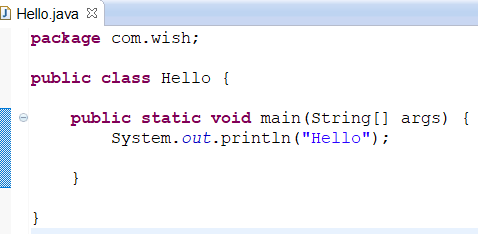 Hello.java
package com.wish;
public class Hello {
public static void main(String[] args) {
System.out.println("Hello");
}
}